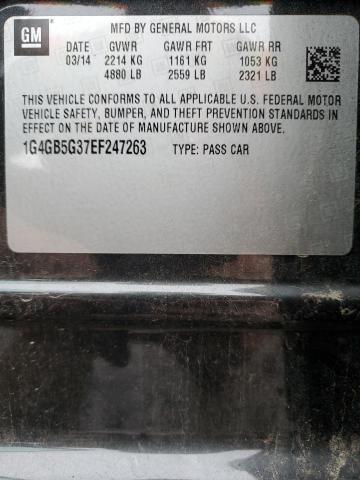 GM
MFD BY GENERAL MOTORS LLC
DATE GVWR GAWR FRT GAWR RR
03/14 2214 KG 1161 KG 1053 KG
4880 LB 2559 LB 2321 LB
THIS VEHICLE CONFORMS TO ALL APPLICABLE U.S. FEDERAL MOTOR
VEHICLE SAFETY, BUMPER, AND THEFT PREVENTION STANDARDS IN
EFFECT ON THE DATE OF MANUFACTURE SHOWN ABOVE.
1G4GB5G37EF247263 TYPE: PASS CAR